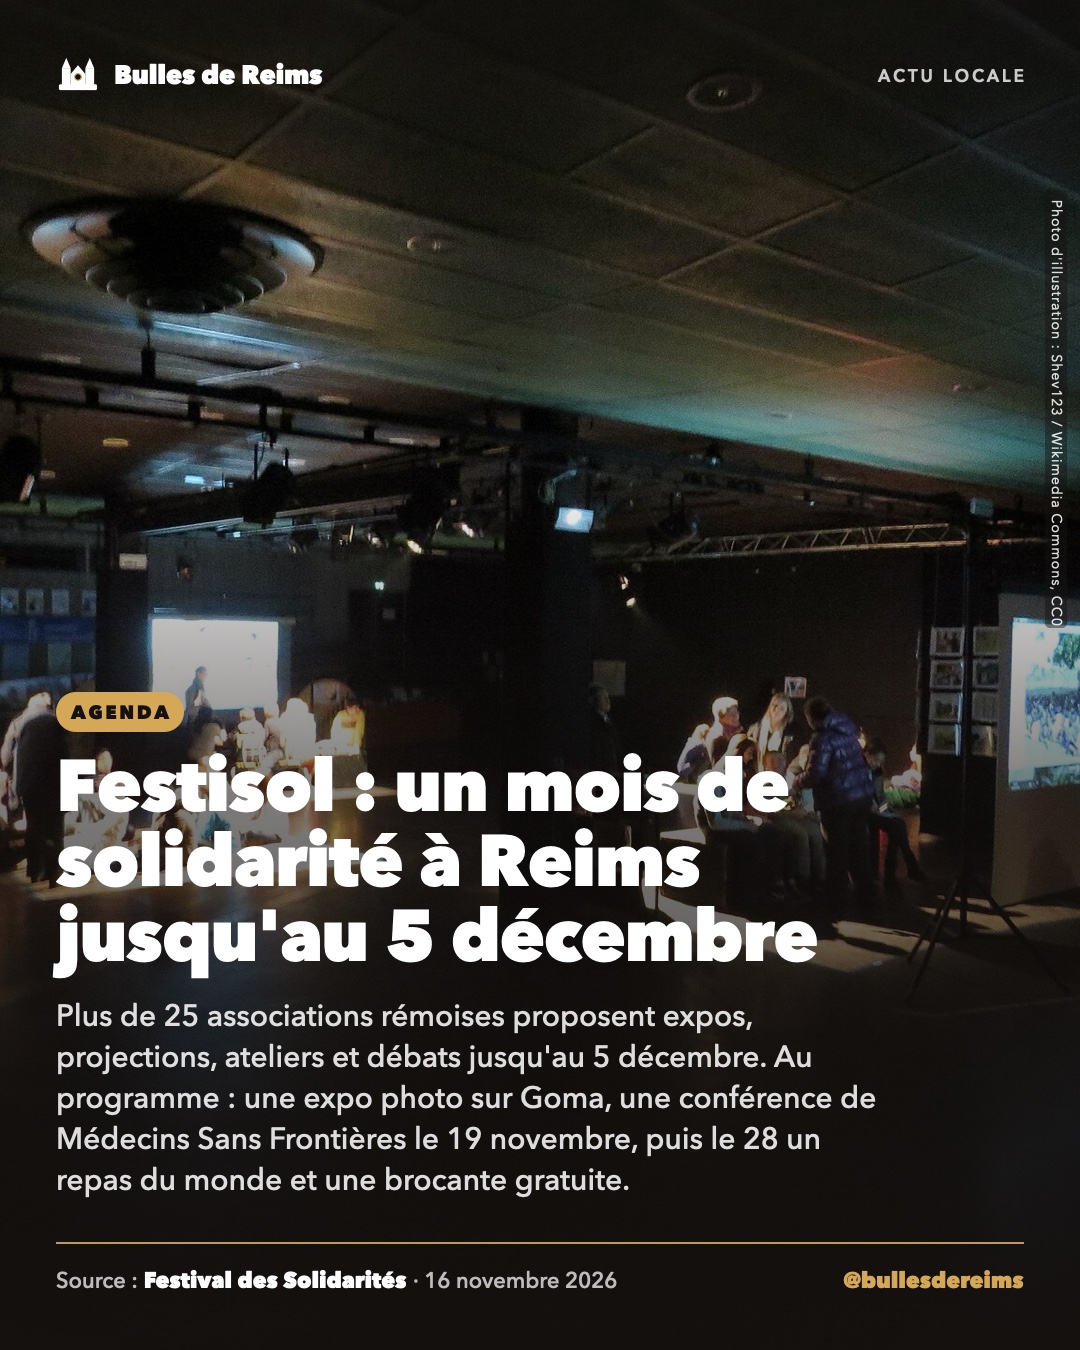 Bulles de Reims
ACTU LOCALE
Photo d'illustration : Shev123 / Wikimedia Commons, CC0
AGENDA
Festisol : un mois de
solidarité à Reims
jusqu'au 5 décembre
Plus de 25 associations rémoises proposent expos,
projections, ateliers et débats jusqu'au 5 décembre. Au
programme : une expo photo sur Goma, une conférence de
Médecins Sans Frontières le 19 novembre, puis le 28 un
repas du monde et une brocante gratuite.
Source : Festival des Solidarités · 16 novembre 2026
@bullesdereims